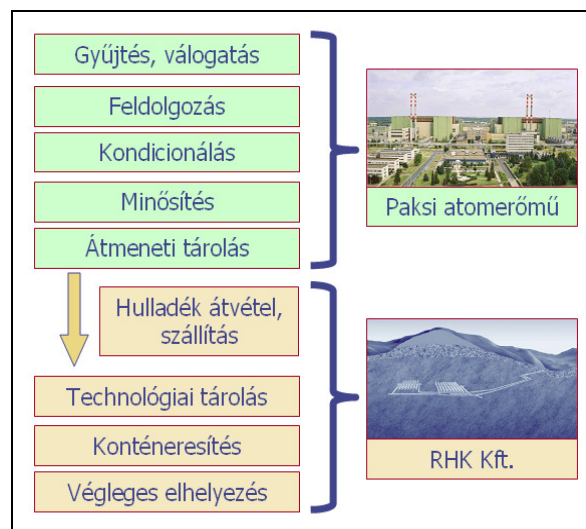 Gyűjtés, válogatás
Feldolgozás
Kondicionálás
Minősítés
Átmeneti tárolás
Paksi atomerőmű
Hulladék átvétel,
szállítás
Technológiai tárolás
Konténeresítés
Végleges elhelyezés
RHK Kft.